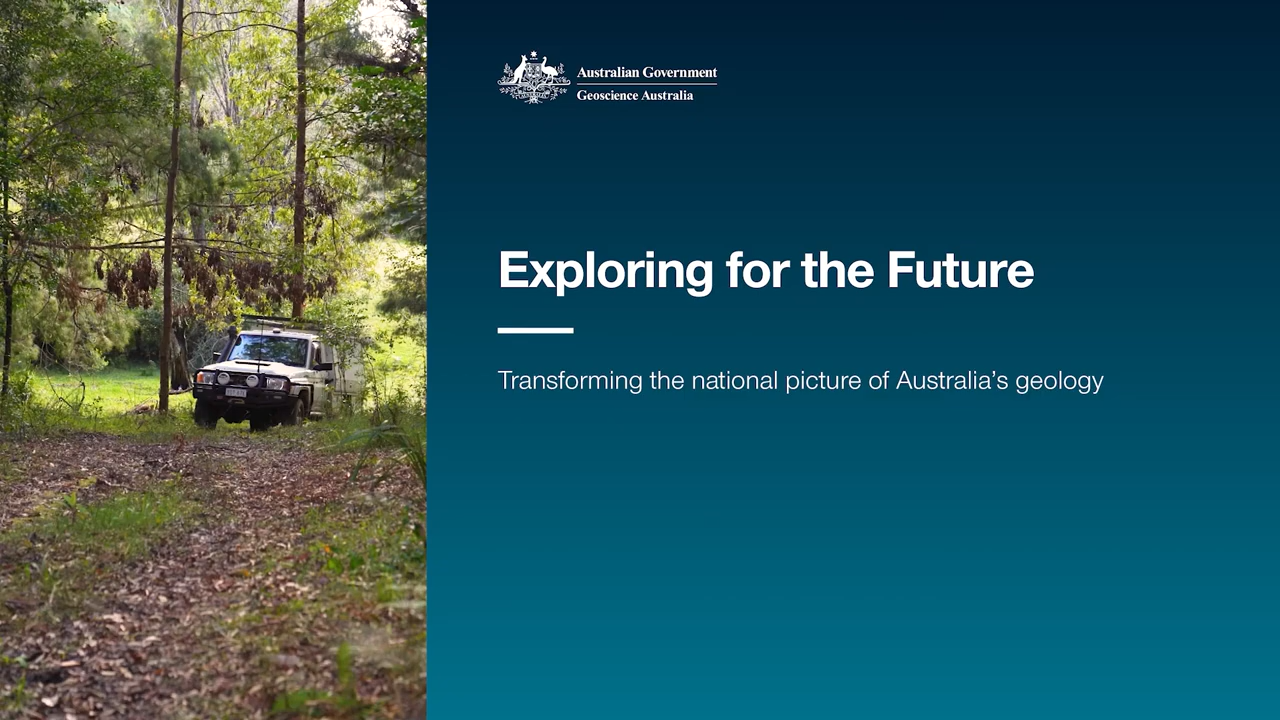 Australian Government
Geoscience Australia
Exploring for the Future
Transforming the national picture of Australia's geology